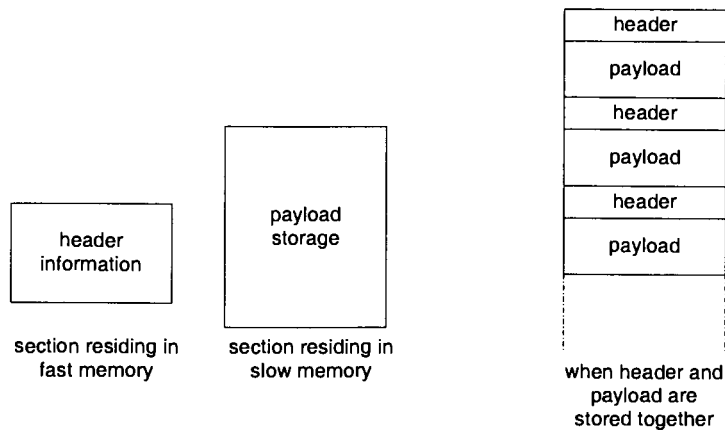 header
information
section residing in
fast memory
payload
storage
section residing in
slow memory
header
payload
header
payload
header
payload
when header and
payload are
stored together